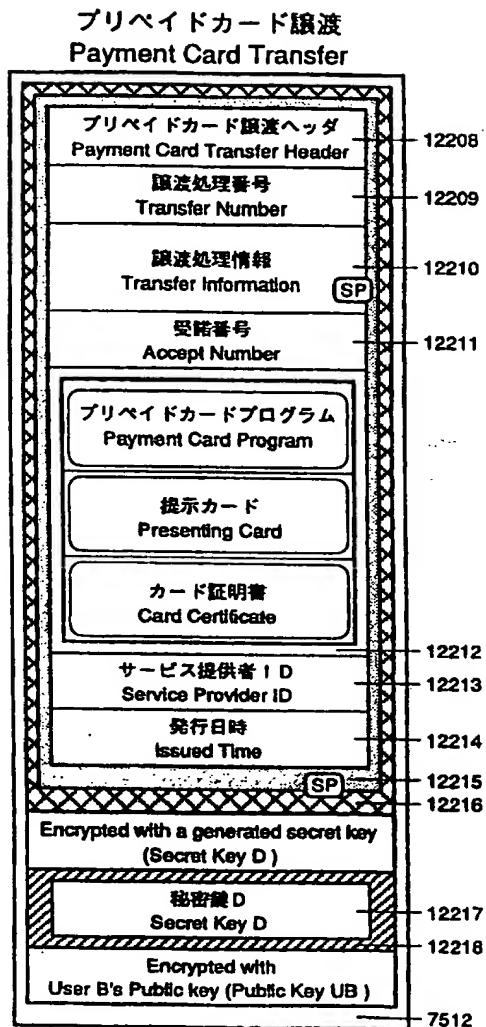 プリペイドカード譲渡
Payment Card Transfer
プリペイドカード譲渡ヘッダ
Payment Card Transfer Header
12208
譲渡処理番号
Transfer Number
12209
譲渡処理情報
Transfer Information
12210
SP
受諾番号
Accept Number
12211
プリペイドカードプログラム
Payment Card Program
提示カード
Presenting Card
カード証明書
Card Certificate
12212
サービス提供者ID
Service Provider ID
12213
発行日時
Issued Time
12214
SP
12215
12216
Encrypted with a generated secret key
(Secret Key D )
秘密鍵D
Secret Key D
12217
12218
Encrypted with
User B's Public key (Public Key UB )
7512